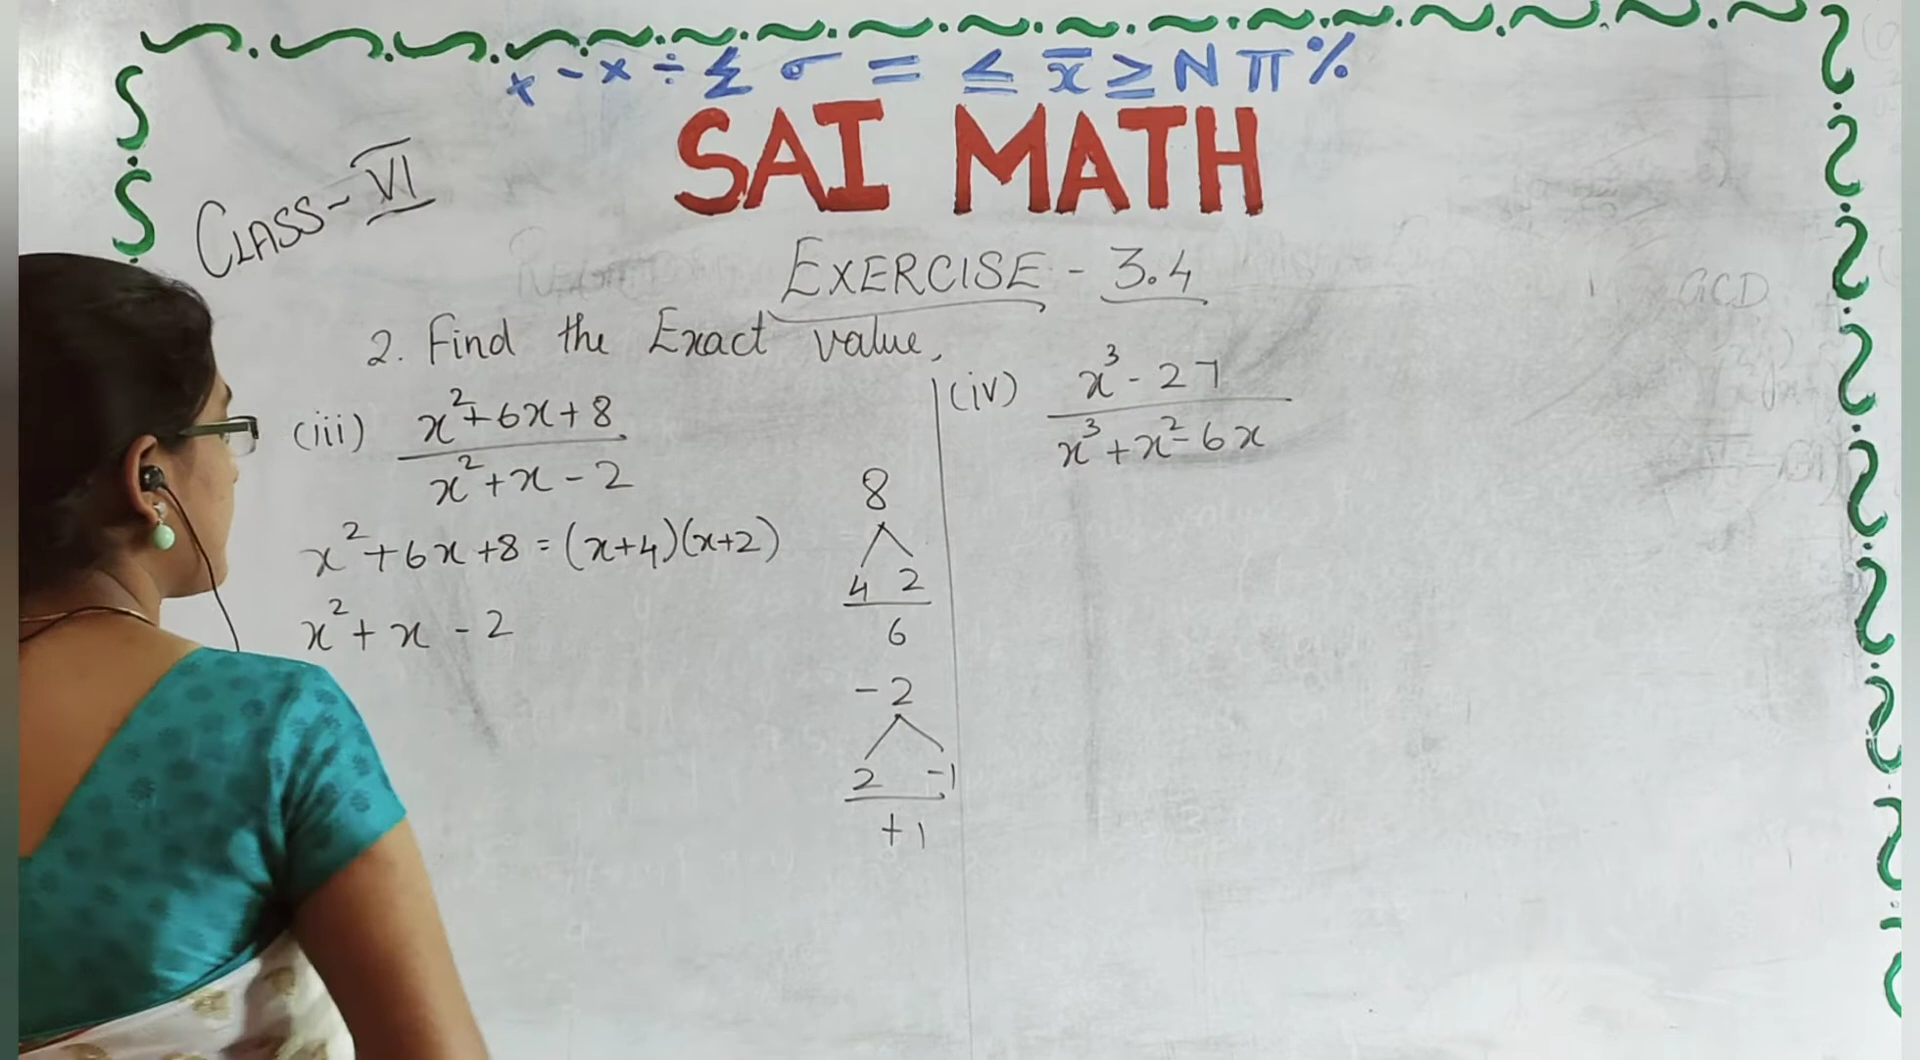 + - × ÷ Σ σ = ≤ x̄ ≥ N π %
SAI MATH
CLASS - VI
EXERCISE - 3.4
2. Find the Exact value,
(iii) x²+6x+8
x²+x-2
x²+6x+8 = (x+4)(x+2)
x²+x-2
8
4 2
6
-2
2 -1
+1
(iv) x³-27
x³+x²-6x
GCD